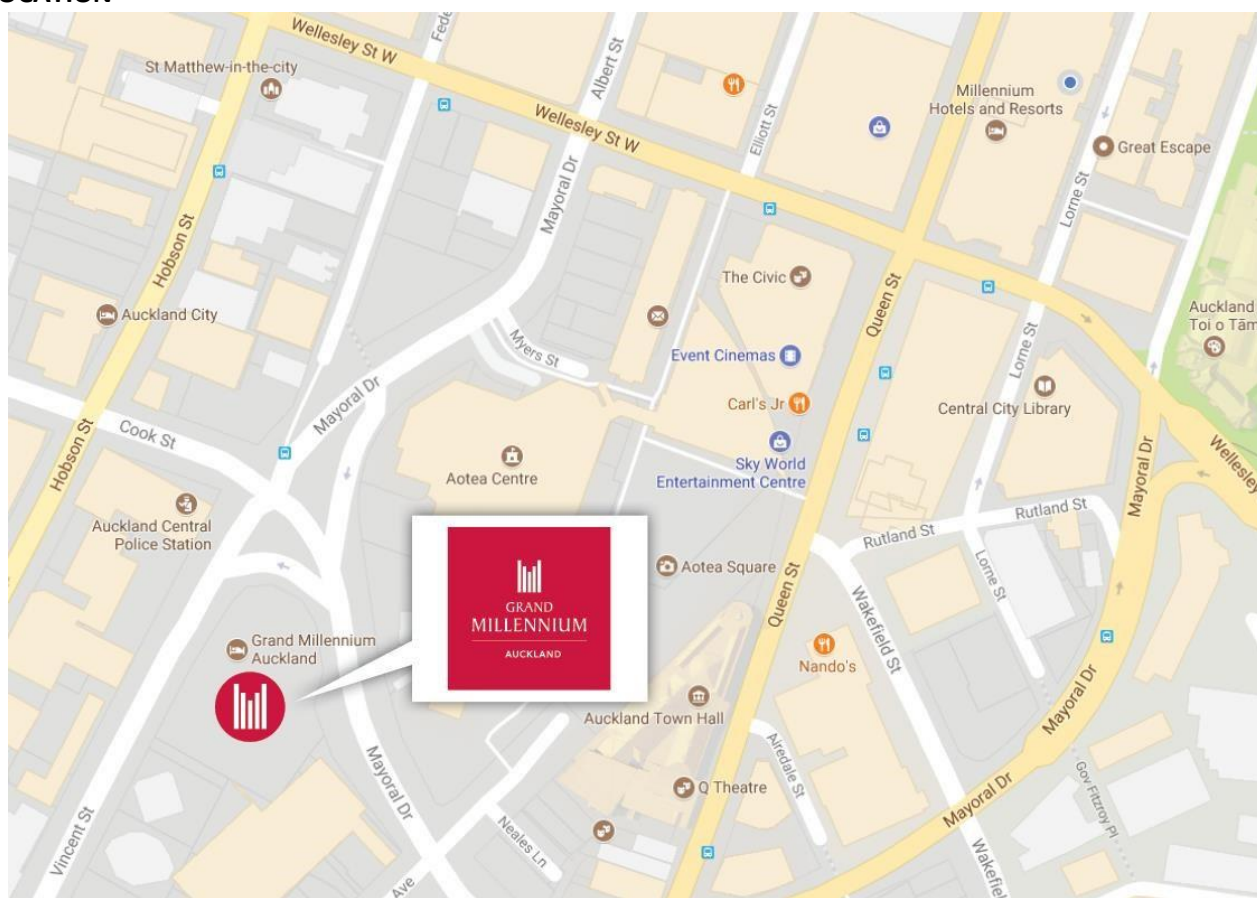 Wellesley St W
Fede
Albert St
St Matthew-in-the-city
Millennium
Hotels and Resorts
Wellesley St W
Elliott St
Great Escape
Mayoral Dr
Lorne St
Hobson St
The Civic
Queen St
Auckland
Toi o Tām
Auckland City
Myers St
Event Cinemas
Lorne St
Mayoral Dr
Carl's Jr
Central City Library
Cook St
Hobson St
Aotea Centre
Sky World
Entertainment Centre
Mayoral Dr
Wellesley
Auckland Central
Police Station
Rutland St
Rutland St
Aotea Square
Lorne St
Queen St
Wakefield St
GRAND
MILLENNIUM
AUCKLAND
Grand Millennium
Auckland
Nando's
Auckland Town Hall
Mayoral Dr
Airedale St
Mayoral Dr
Q Theatre
Mayoral Dr
Gov Fitzroy Pl
Vincent St
Neales Ln
Wakefie
Ave